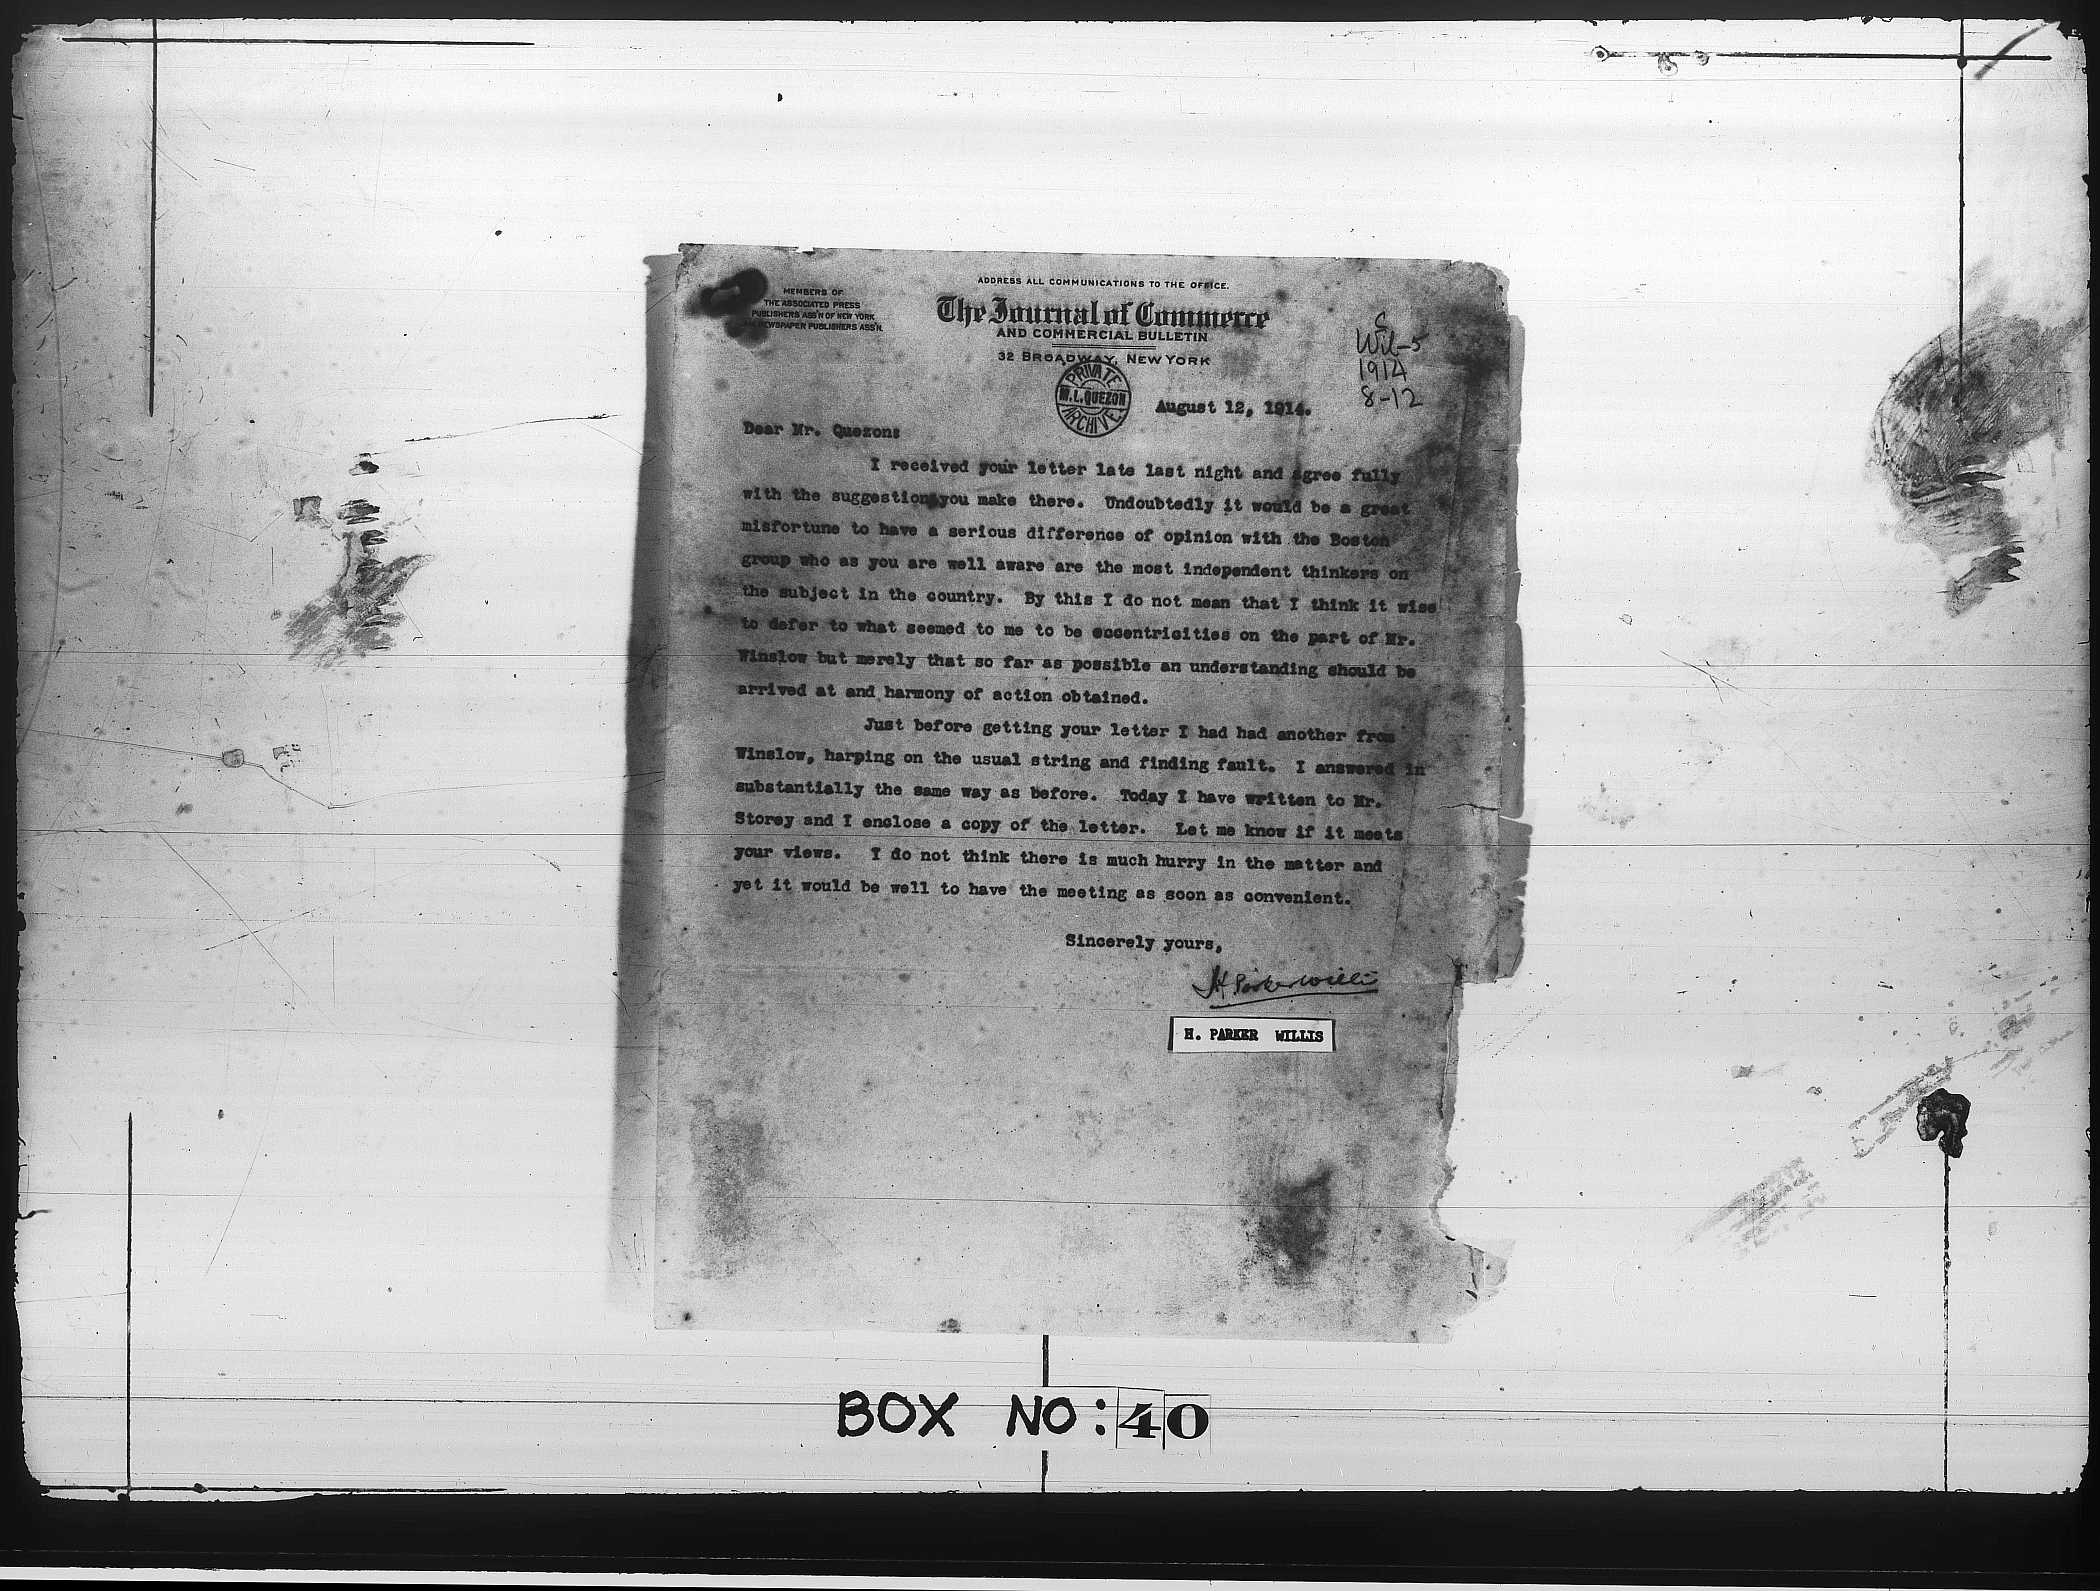 ADDRESS ALL COMMUNICATIONS TO THE OFFICE.
MEMBERS OF
THE ASSOCIATED PRESS
PUBLISHERS ASS'N OF NEW YORK
NEWSPAPER PUBLISHERS ASS'N.
The Journal of Commerce
AND COMMERCIAL BULLETIN
32 BROADWAY, NEW YORK
C
Wil-5
1914
8-12
PRIVATE
M.L.QUEZON
ARCHIVE
August 12, 1914.
Dear Mr. Quezon:
I received your letter late last night and agree fully
with the suggestion you make there. Undoubtedly it would be a great
misfortune to have a serious difference of opinion with the Boston
group who as you are well aware are the most independent thinkers on
the subject in the country. By this I do not mean that I think it wise
to defer to what seemed to me to be eccentricities on the part of Mr.
Winslow but merely that so far as possible an understanding should be
arrived at and harmony of action obtained.
Just before getting your letter I had had another from
Winslow, harping on the usual string and finding fault. I answered in
substantially the same way as before. Today I have written to Mr.
Storey and I enclose a copy of the letter. Let me know if it meets
your views. I do not think there is much hurry in the matter and
yet it would be well to have the meeting as soon as convenient.
Sincerely yours,
H Parker Willis
H. PARKER WILLIS
BOX NO: 40